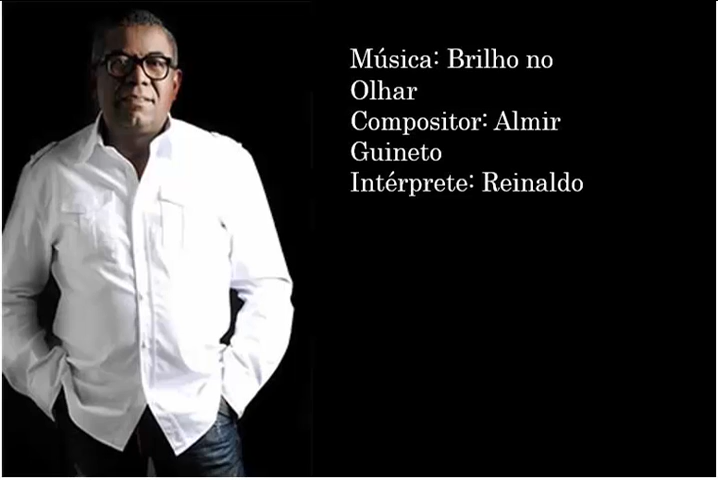 Música: Brilho no
Olhar
Compositor: Almir
Guineto
Intérprete: Reinaldo